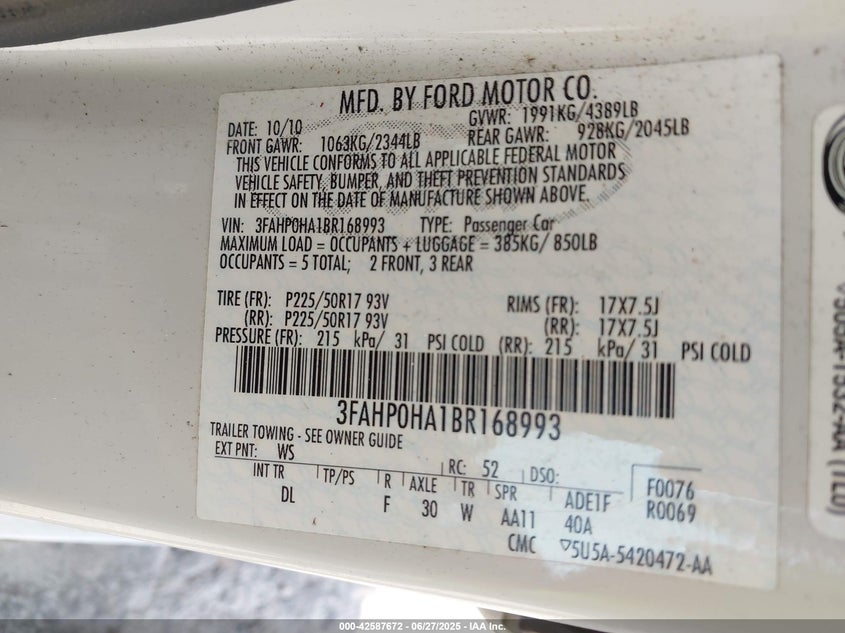 MFD. BY FORD MOTOR CO.
DATE: 10/10 GVWR: 1991KG/4389LB
FRONT GAWR: 1063KG/2344LB REAR GAWR: 928KG/2045LB
THIS VEHICLE CONFORMS TO ALL APPLICABLE FEDERAL MOTOR
VEHICLE SAFETY, BUMPER, AND THEFT PREVENTION STANDARDS
IN EFFECT ON THE DATE OF MANUFACTURE SHOWN ABOVE.
VIN: 3FAHP0HA1BR168993 TYPE: Passenger Car
MAXIMUM LOAD = OCCUPANTS + LUGGAGE = 385KG/ 850LB
OCCUPANTS = 5 TOTAL; 2 FRONT, 3 REAR
TIRE (FR): P225/50R17 93V RIMS (FR): 17X7.5J
(RR): P225/50R17 93V (RR): 17X7.5J
PRESSURE (FR): 215 kPa/ 31 PSI COLD (RR): 215 kPa/ 31 PSI COLD
3FAHP0HA1BR168993
TRAILER TOWING - SEE OWNER GUIDE
EXT PNT: WS RC: 52 DSO: F0076
INT TR TP/PS R AXLE TR SPR ADE1F R0069
DL F 30 W AA11 40A
CMC ▽5U5A-5420472-AA
000-42587672 - 06/27/2025 - IAA Inc.